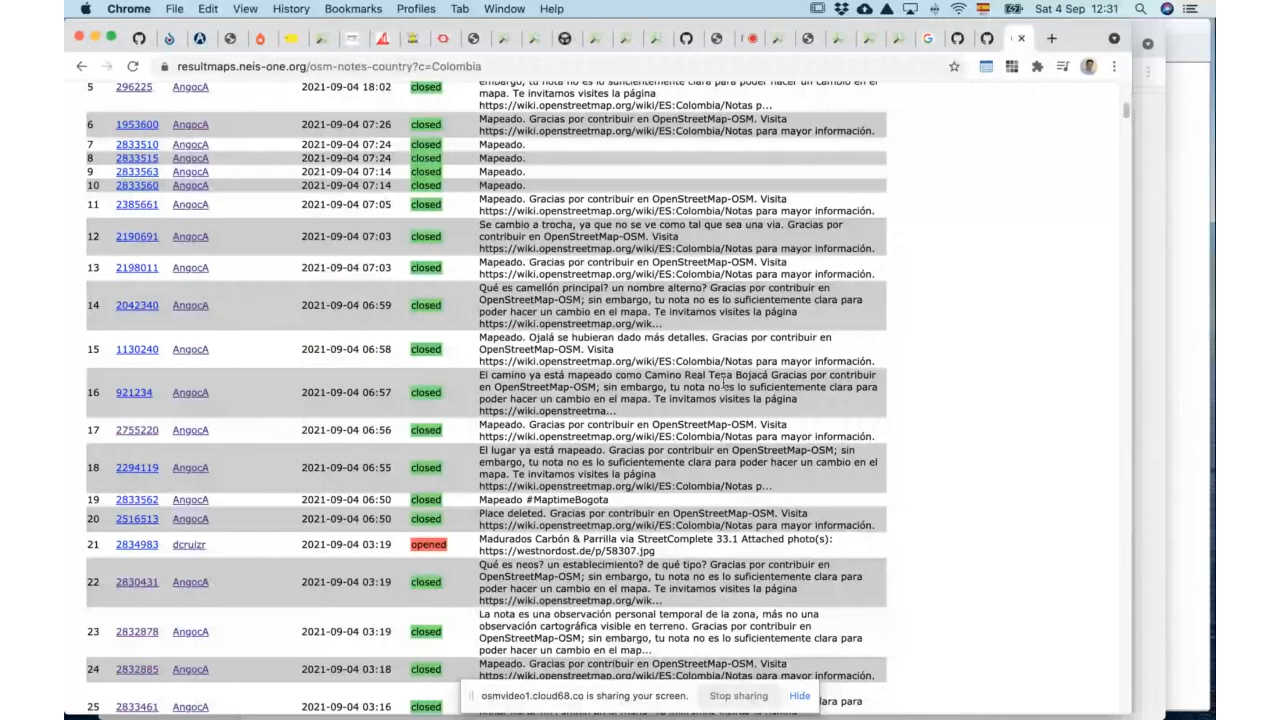 Chrome File Edit View History Bookmarks Profiles Tab Window Help Sat 4 Sep 12:31
resultmaps.neis-one.org/osm-notes-country?c=Colombia
embargo, tu nota no es lo suficientemente clara para poder hacer un cambio en el
5 296225 AngocA 2021-09-04 18:02 closed mapa. Te invitamos visites la página
https://wiki.openstreetmap.org/wiki/ES:Colombia/Notas p...
6 1953600 AngocA 2021-09-04 07:26 closed Mapeado. Gracias por contribuir en OpenStreetMap-OSM. Visita
https://wiki.openstreetmap.org/wiki/ES:Colombia/Notas para mayor información.
7 2833510 AngocA 2021-09-04 07:24 closed Mapeado.
8 2833515 AngocA 2021-09-04 07:24 closed Mapeado.
9 2833563 AngocA 2021-09-04 07:14 closed Mapeado.
10 2833560 AngocA 2021-09-04 07:14 closed Mapeado.
11 2385661 AngocA 2021-09-04 07:05 closed Mapeado. Gracias por contribuir en OpenStreetMap-OSM. Visita
https://wiki.openstreetmap.org/wiki/ES:Colombia/Notas para mayor información.
Se cambio a trocha, ya que no se ve como tal que sea una via. Gracias por
12 2190691 AngocA 2021-09-04 07:03 closed contribuir en OpenStreetMap-OSM. Visita
https://wiki.openstreetmap.org/wiki/ES:Colombia/Notas para mayor información.
13 2198011 AngocA 2021-09-04 07:03 closed Mapeado. Gracias por contribuir en OpenStreetMap-OSM. Visita
https://wiki.openstreetmap.org/wiki/ES:Colombia/Notas para mayor información.
Qué es camellón principal? un nombre alterno? Gracias por contribuir en
14 2042340 AngocA 2021-09-04 06:59 closed OpenStreetMap-OSM; sin embargo, tu nota no es lo suficientemente clara para
poder hacer un cambio en el mapa. Te invitamos visites la página
https://wiki.openstreetmap.org/wik...
Mapeado. Ojalá se hubieran dado más detalles. Gracias por contribuir en
15 1130240 AngocA 2021-09-04 06:58 closed OpenStreetMap-OSM. Visita
https://wiki.openstreetmap.org/wiki/ES:Colombia/Notas para mayor información.
El camino ya está mapeado como Camino Real Tena Bojacá Gracias por contribuir
16 921234 AngocA 2021-09-04 06:57 closed en OpenStreetMap-OSM; sin embargo, tu nota no es lo suficientemente clara para
poder hacer un cambio en el mapa. Te invitamos visites la página
https://wiki.openstreetma...
17 2755220 AngocA 2021-09-04 06:56 closed Mapeado. Gracias por contribuir en OpenStreetMap-OSM. Visita
https://wiki.openstreetmap.org/wiki/ES:Colombia/Notas para mayor información.
El lugar ya está mapeado. Gracias por contribuir en OpenStreetMap-OSM; sin
18 2294119 AngocA 2021-09-04 06:55 closed embargo, tu nota no es lo suficientemente clara para poder hacer un cambio en el
mapa. Te invitamos visites la página
https://wiki.openstreetmap.org/wiki/ES:Colombia/Notas p...
19 2833562 AngocA 2021-09-04 06:50 closed Mapeado #MaptimeBogota
20 2516513 AngocA 2021-09-04 06:50 closed Place deleted. Gracias por contribuir en OpenStreetMap-OSM. Visita
https://wiki.openstreetmap.org/wiki/ES:Colombia/Notas para mayor información.
21 2834983 dcruizr 2021-09-04 03:19 opened Madurados Carbón & Parrilla via StreetComplete 33.1 Attached photo(s):
https://westnordost.de/p/58307.jpg
Qué es neos? un establecimiento? de qué tipo? Gracias por contribuir en
22 2830431 AngocA 2021-09-04 03:19 closed OpenStreetMap-OSM; sin embargo, tu nota no es lo suficientemente clara para
poder hacer un cambio en el mapa. Te invitamos visites la página
https://wiki.openstreetmap.org/wik...
La nota es una observación personal temporal de la zona, más no una
23 2832878 AngocA 2021-09-04 03:19 closed observación cartográfica visible en terreno. Gracias por contribuir en
OpenStreetMap-OSM; sin embargo, tu nota no es lo suficientemente clara para
poder hacer un cambio en el map...
24 2832885 AngocA 2021-09-04 03:18 closed Mapeado. Gracias por contribuir en OpenStreetMap-OSM. Visita
https://wiki.openstreetmap.org/wiki/ES:Colombia/Notas para mayor información.
25 2833461 AngocA 2021-09-04 03:16 closed lara para
osmvideo1.cloud68.co is sharing your screen. Stop sharing Hide